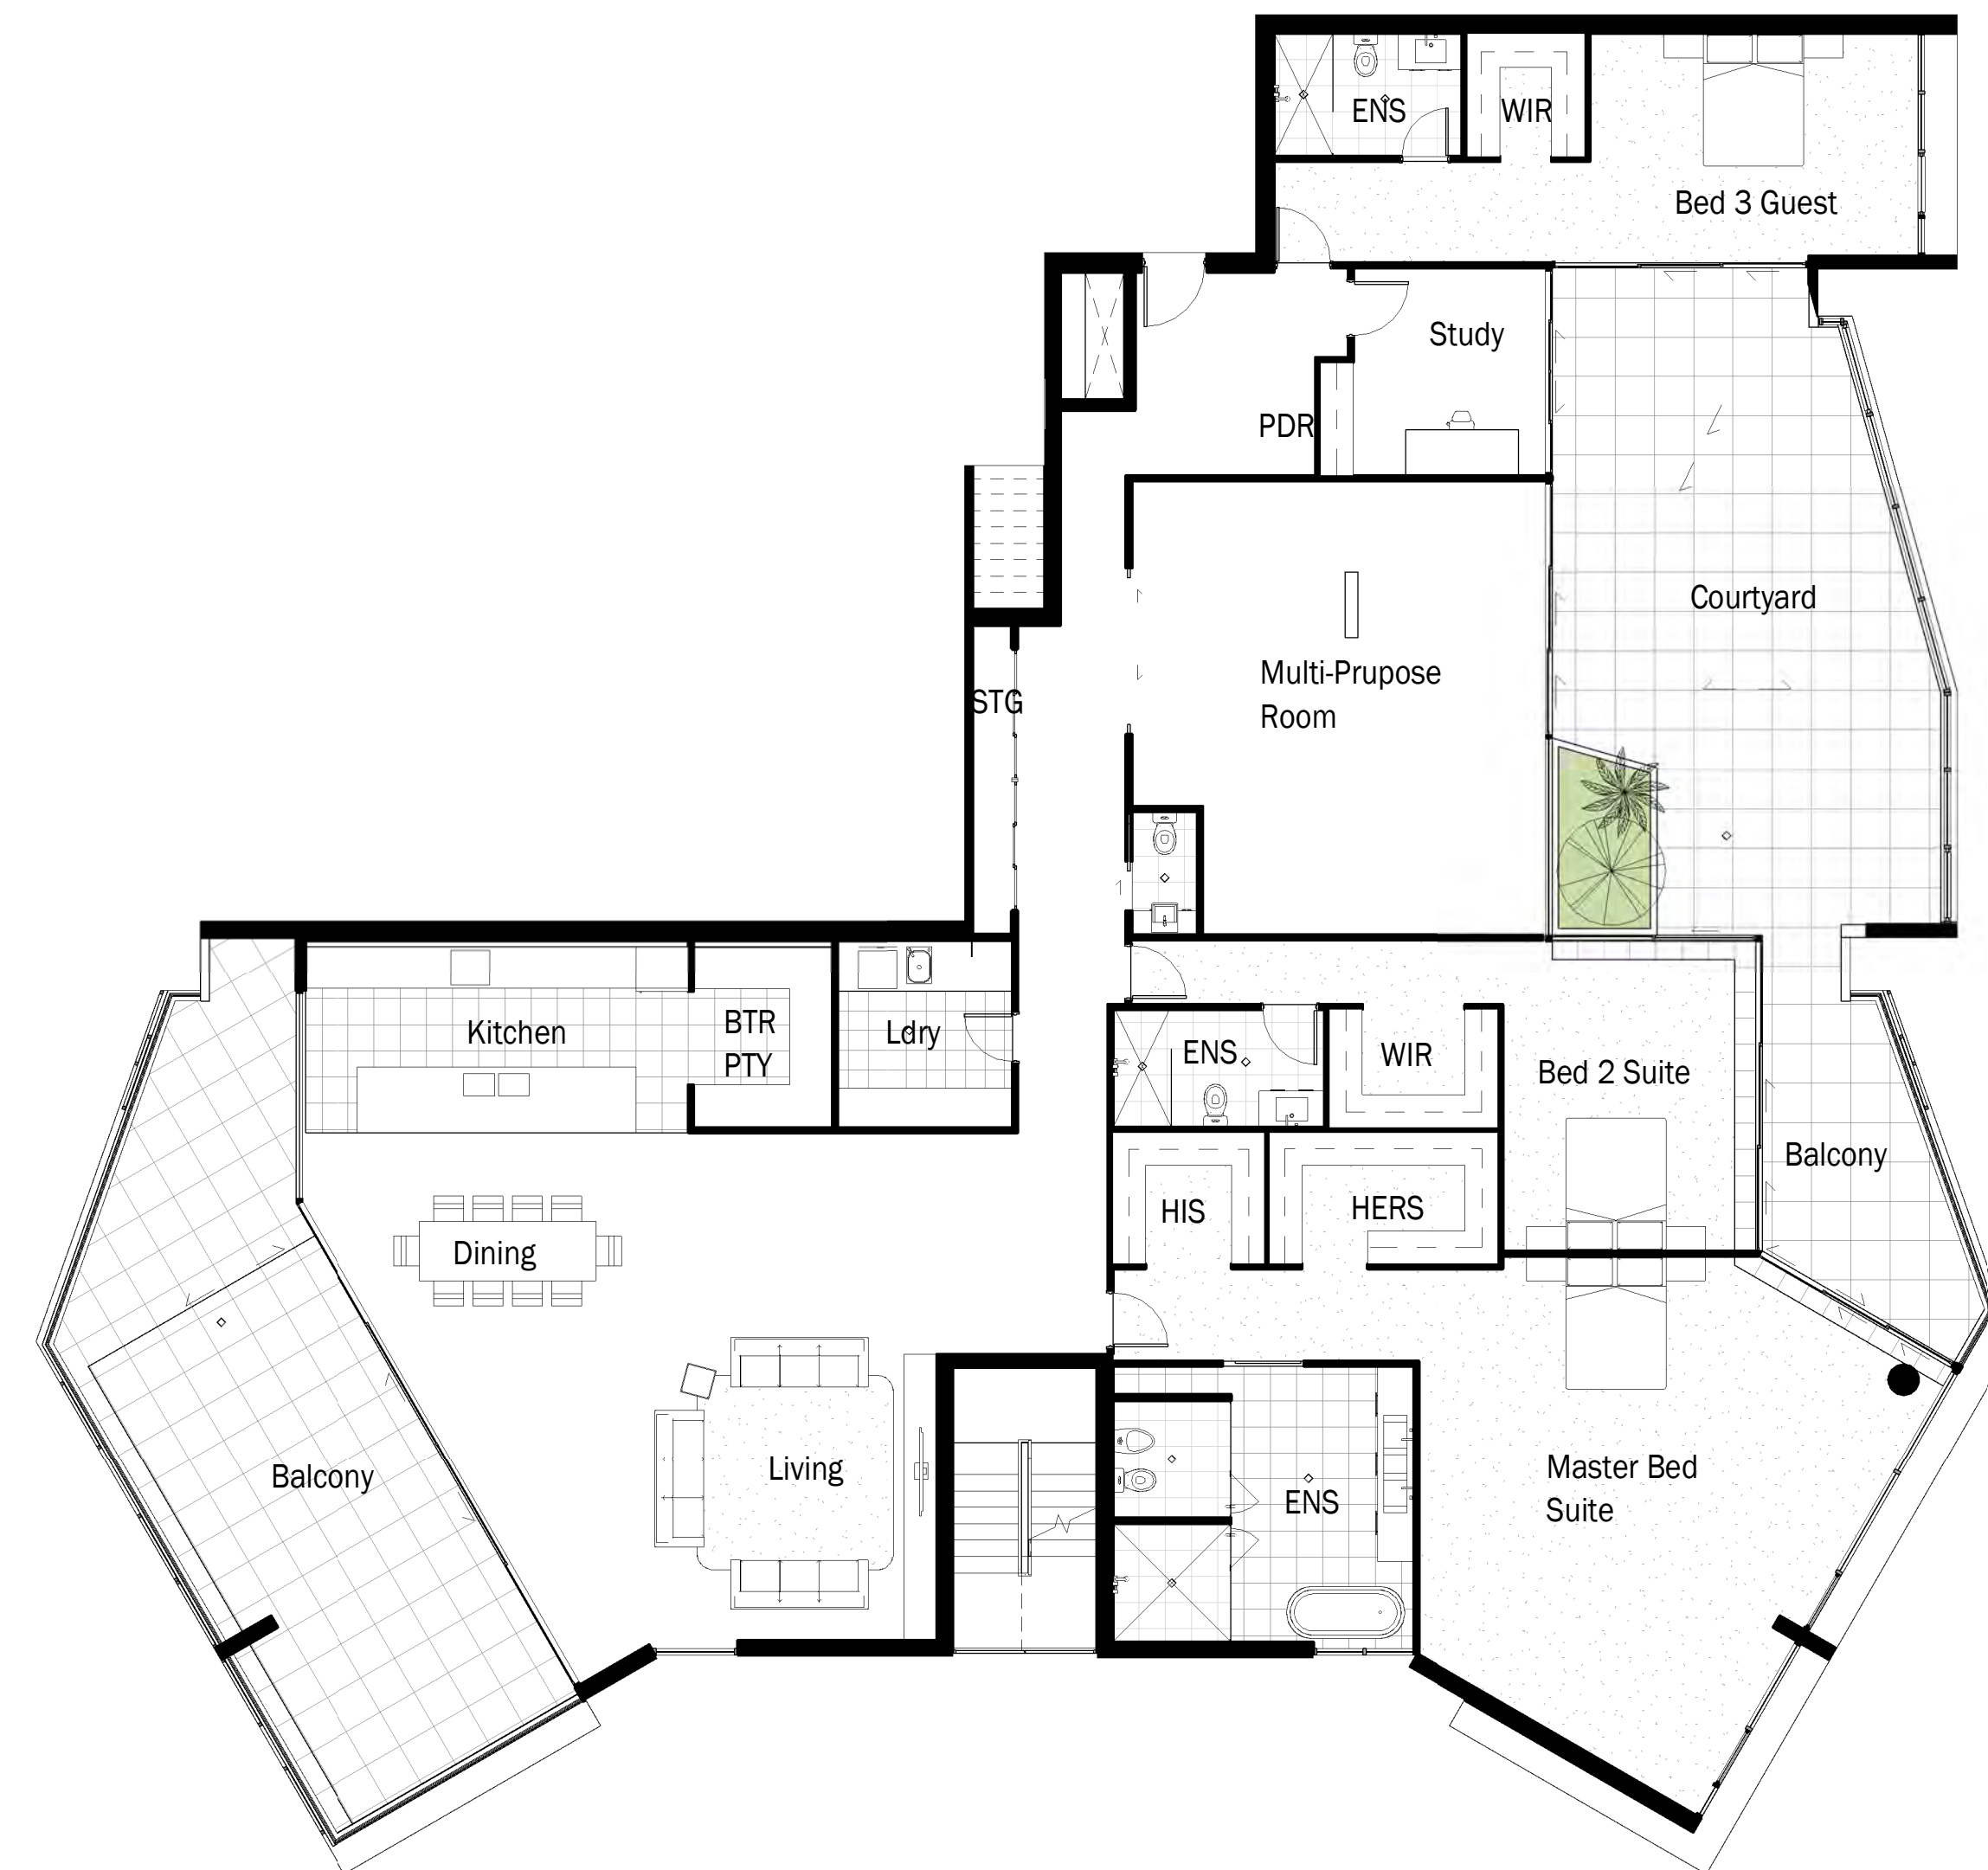 ENS
WIR
Bed 3 Guest
Study
PDR
Courtyard
Multi-Prupose
Room
STG
Kitchen
BTR
PTY
Ldry
ENS
WIR
Bed 2 Suite
Balcony
HIS
HERS
Dining
Living
Balcony
ENS
Master Bed
Suite